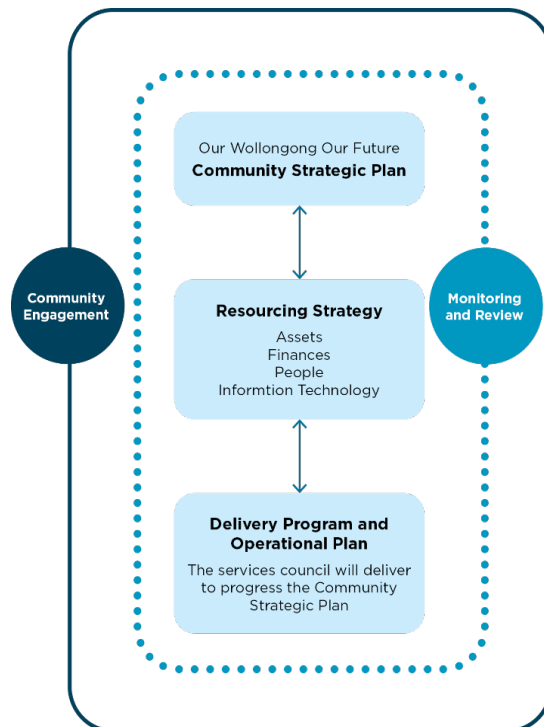 Our Wollongong Our Future
Community Strategic Plan
Community
Engagement
Resourcing Strategy
Assets
Finances
People
Informtion Technology
Monitoring
and Review
Delivery Program and
Operational Plan
The services council will deliver
to progress the Community
Strategic Plan